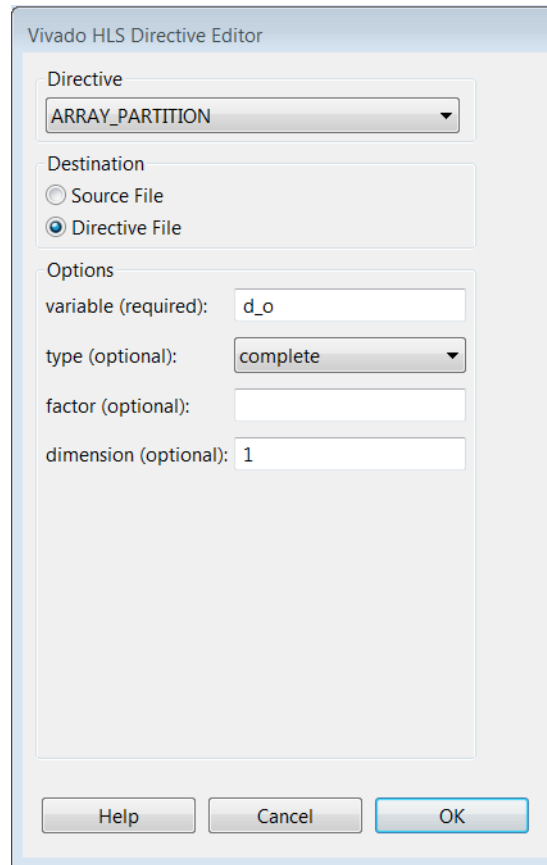 Vivado HLS Directive Editor
Directive
ARRAY_PARTITION
Destination
Source File
Directive File
Options
variable (required): d_o
type (optional): complete
factor (optional):
dimension (optional): 1
Help Cancel OK